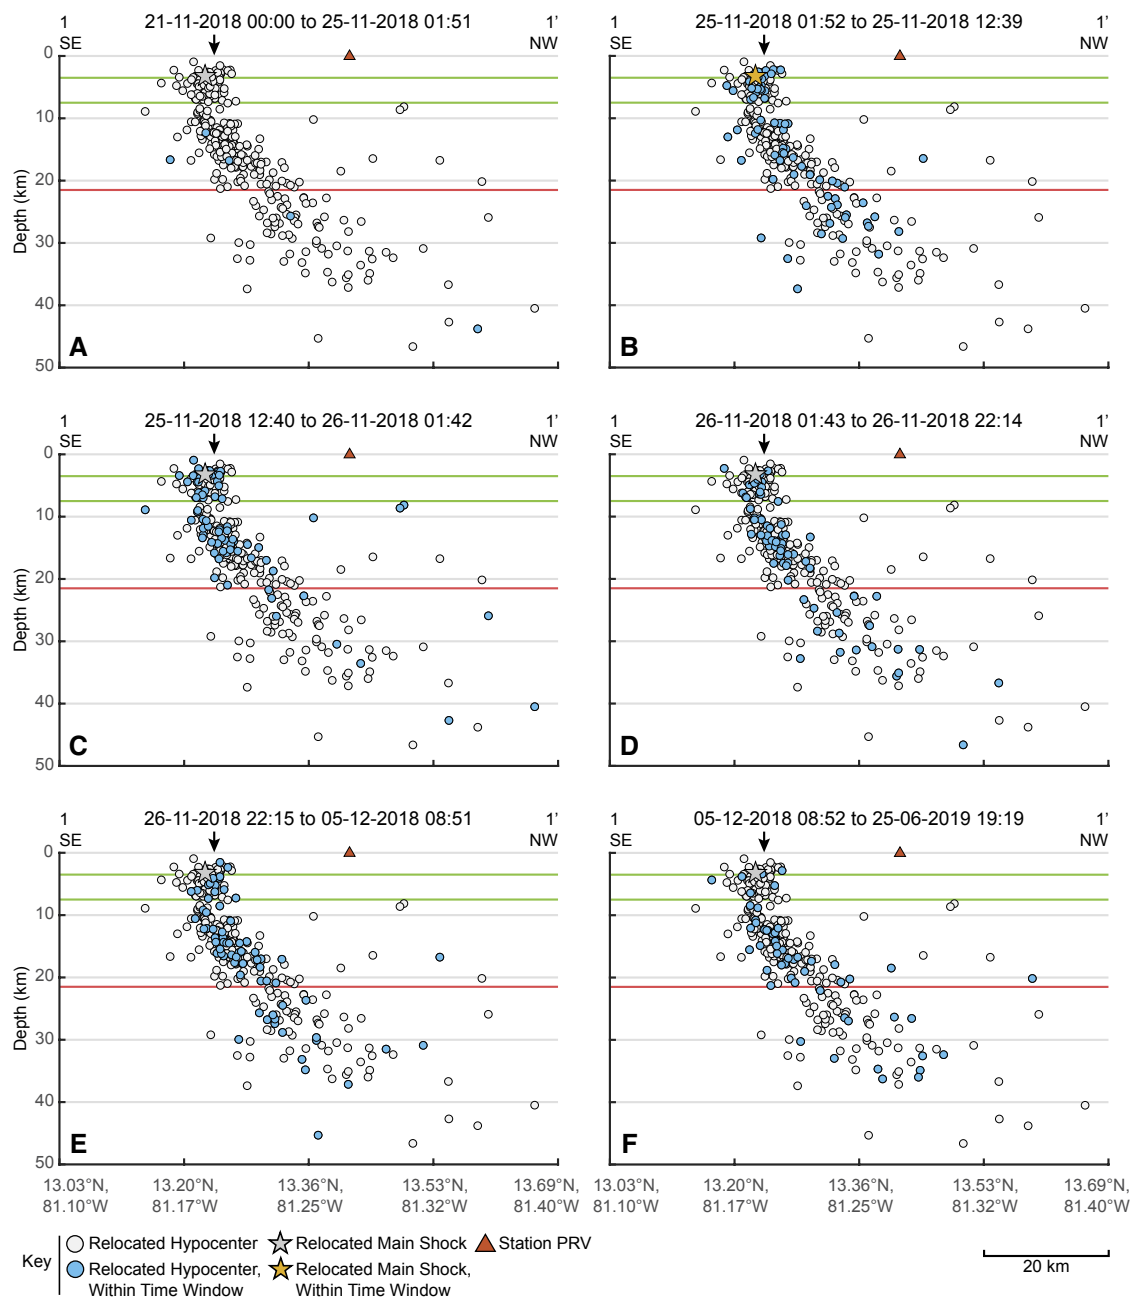 1 21-11-2018 00:00 to 25-11-2018 01:51 1'
SE NW
1 25-11-2018 01:52 to 25-11-2018 12:39 1'
SE NW
0
10
20
30
40
50
Depth (km)
A
B
1 25-11-2018 12:40 to 26-11-2018 01:42 1'
SE NW
1 26-11-2018 01:43 to 26-11-2018 22:14 1'
SE NW
0
10
20
30
40
50
Depth (km)
C
D
1 26-11-2018 22:15 to 05-12-2018 08:51 1'
SE NW
1 05-12-2018 08:52 to 25-06-2019 19:19 1'
SE NW
0
10
20
30
40
50
Depth (km)
E
F
13.03°N, 13.20°N, 13.36°N, 13.53°N, 13.69°N,
81.10°W 81.17°W 81.25°W 81.32°W 81.40°W
13.03°N, 13.20°N, 13.36°N, 13.53°N, 13.69°N,
81.10°W 81.17°W 81.25°W 81.32°W 81.40°W
Key
Relocated Hypocenter
Relocated Main Shock
Station PRV
Relocated Hypocenter,
Within Time Window
Relocated Main Shock,
Within Time Window
20 km